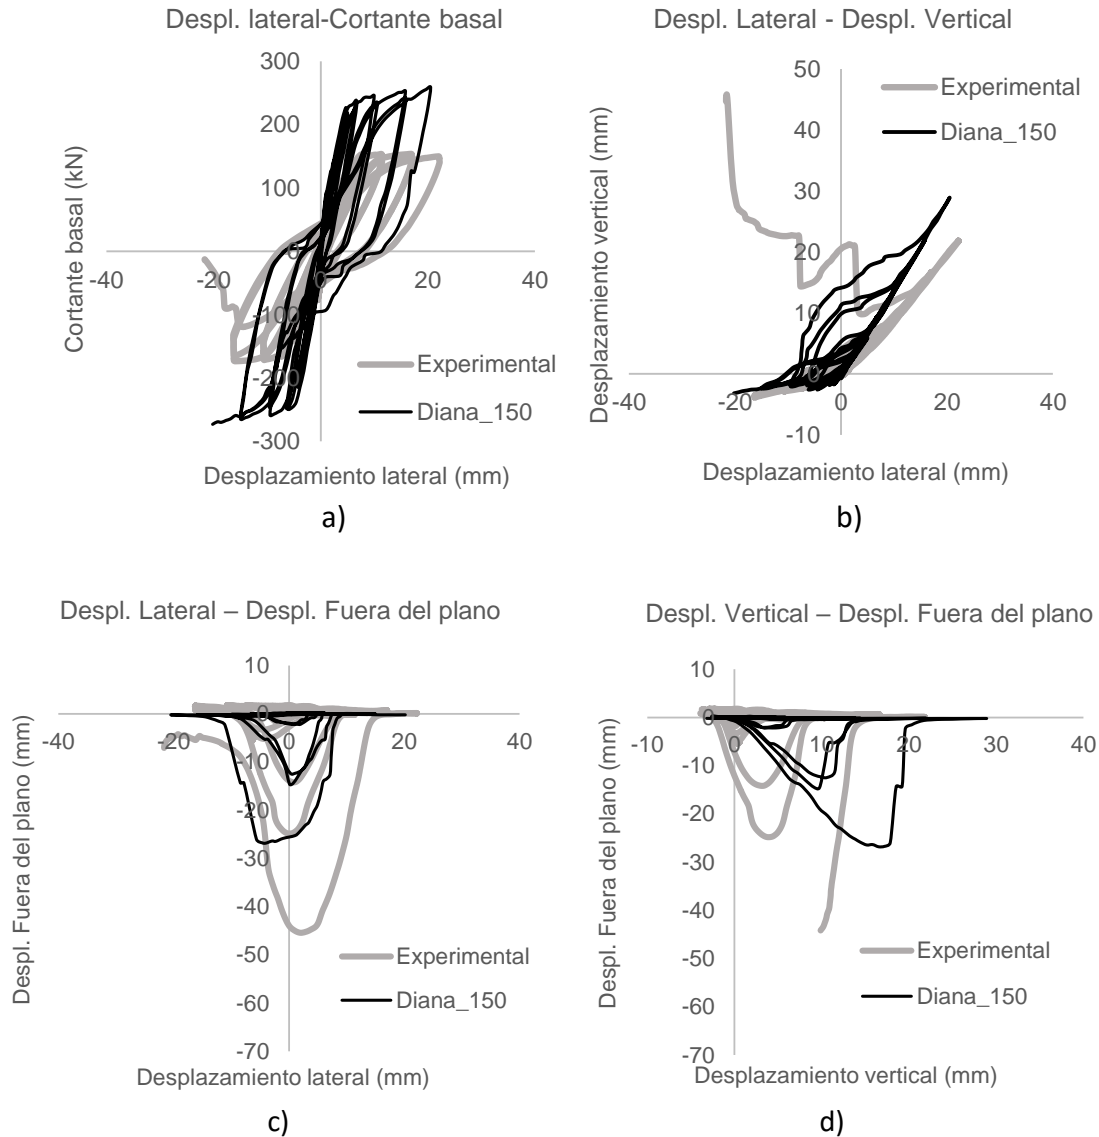 Despl. lateral-Cortante basal
300
200
100
0
-100
-200
-300
-40
-20
0
20
40
Cortante basal (kN)
Desplazamiento lateral (mm)
Experimental
Diana_150
a)
Despl. Lateral - Despl. Vertical
50
40
30
20
10
0
-10
-40
-20
0
20
40
Desplazamiento vertical (mm)
Desplazamiento lateral (mm)
Experimental
Diana_150
b)
Despl. Lateral – Despl. Fuera del plano
10
0
-10
-20
-30
-40
-50
-60
-70
-40
-20
0
20
40
Despl. Fuera del plano (mm)
Desplazamiento lateral (mm)
Experimental
Diana_150
c)
Despl. Vertical – Despl. Fuera del plano
10
0
-10
-20
-30
-40
-50
-60
-70
-10
0
10
20
30
40
Despl. Fuera del plano (mm)
Desplazamiento vertical (mm)
Experimental
Diana_150
d)